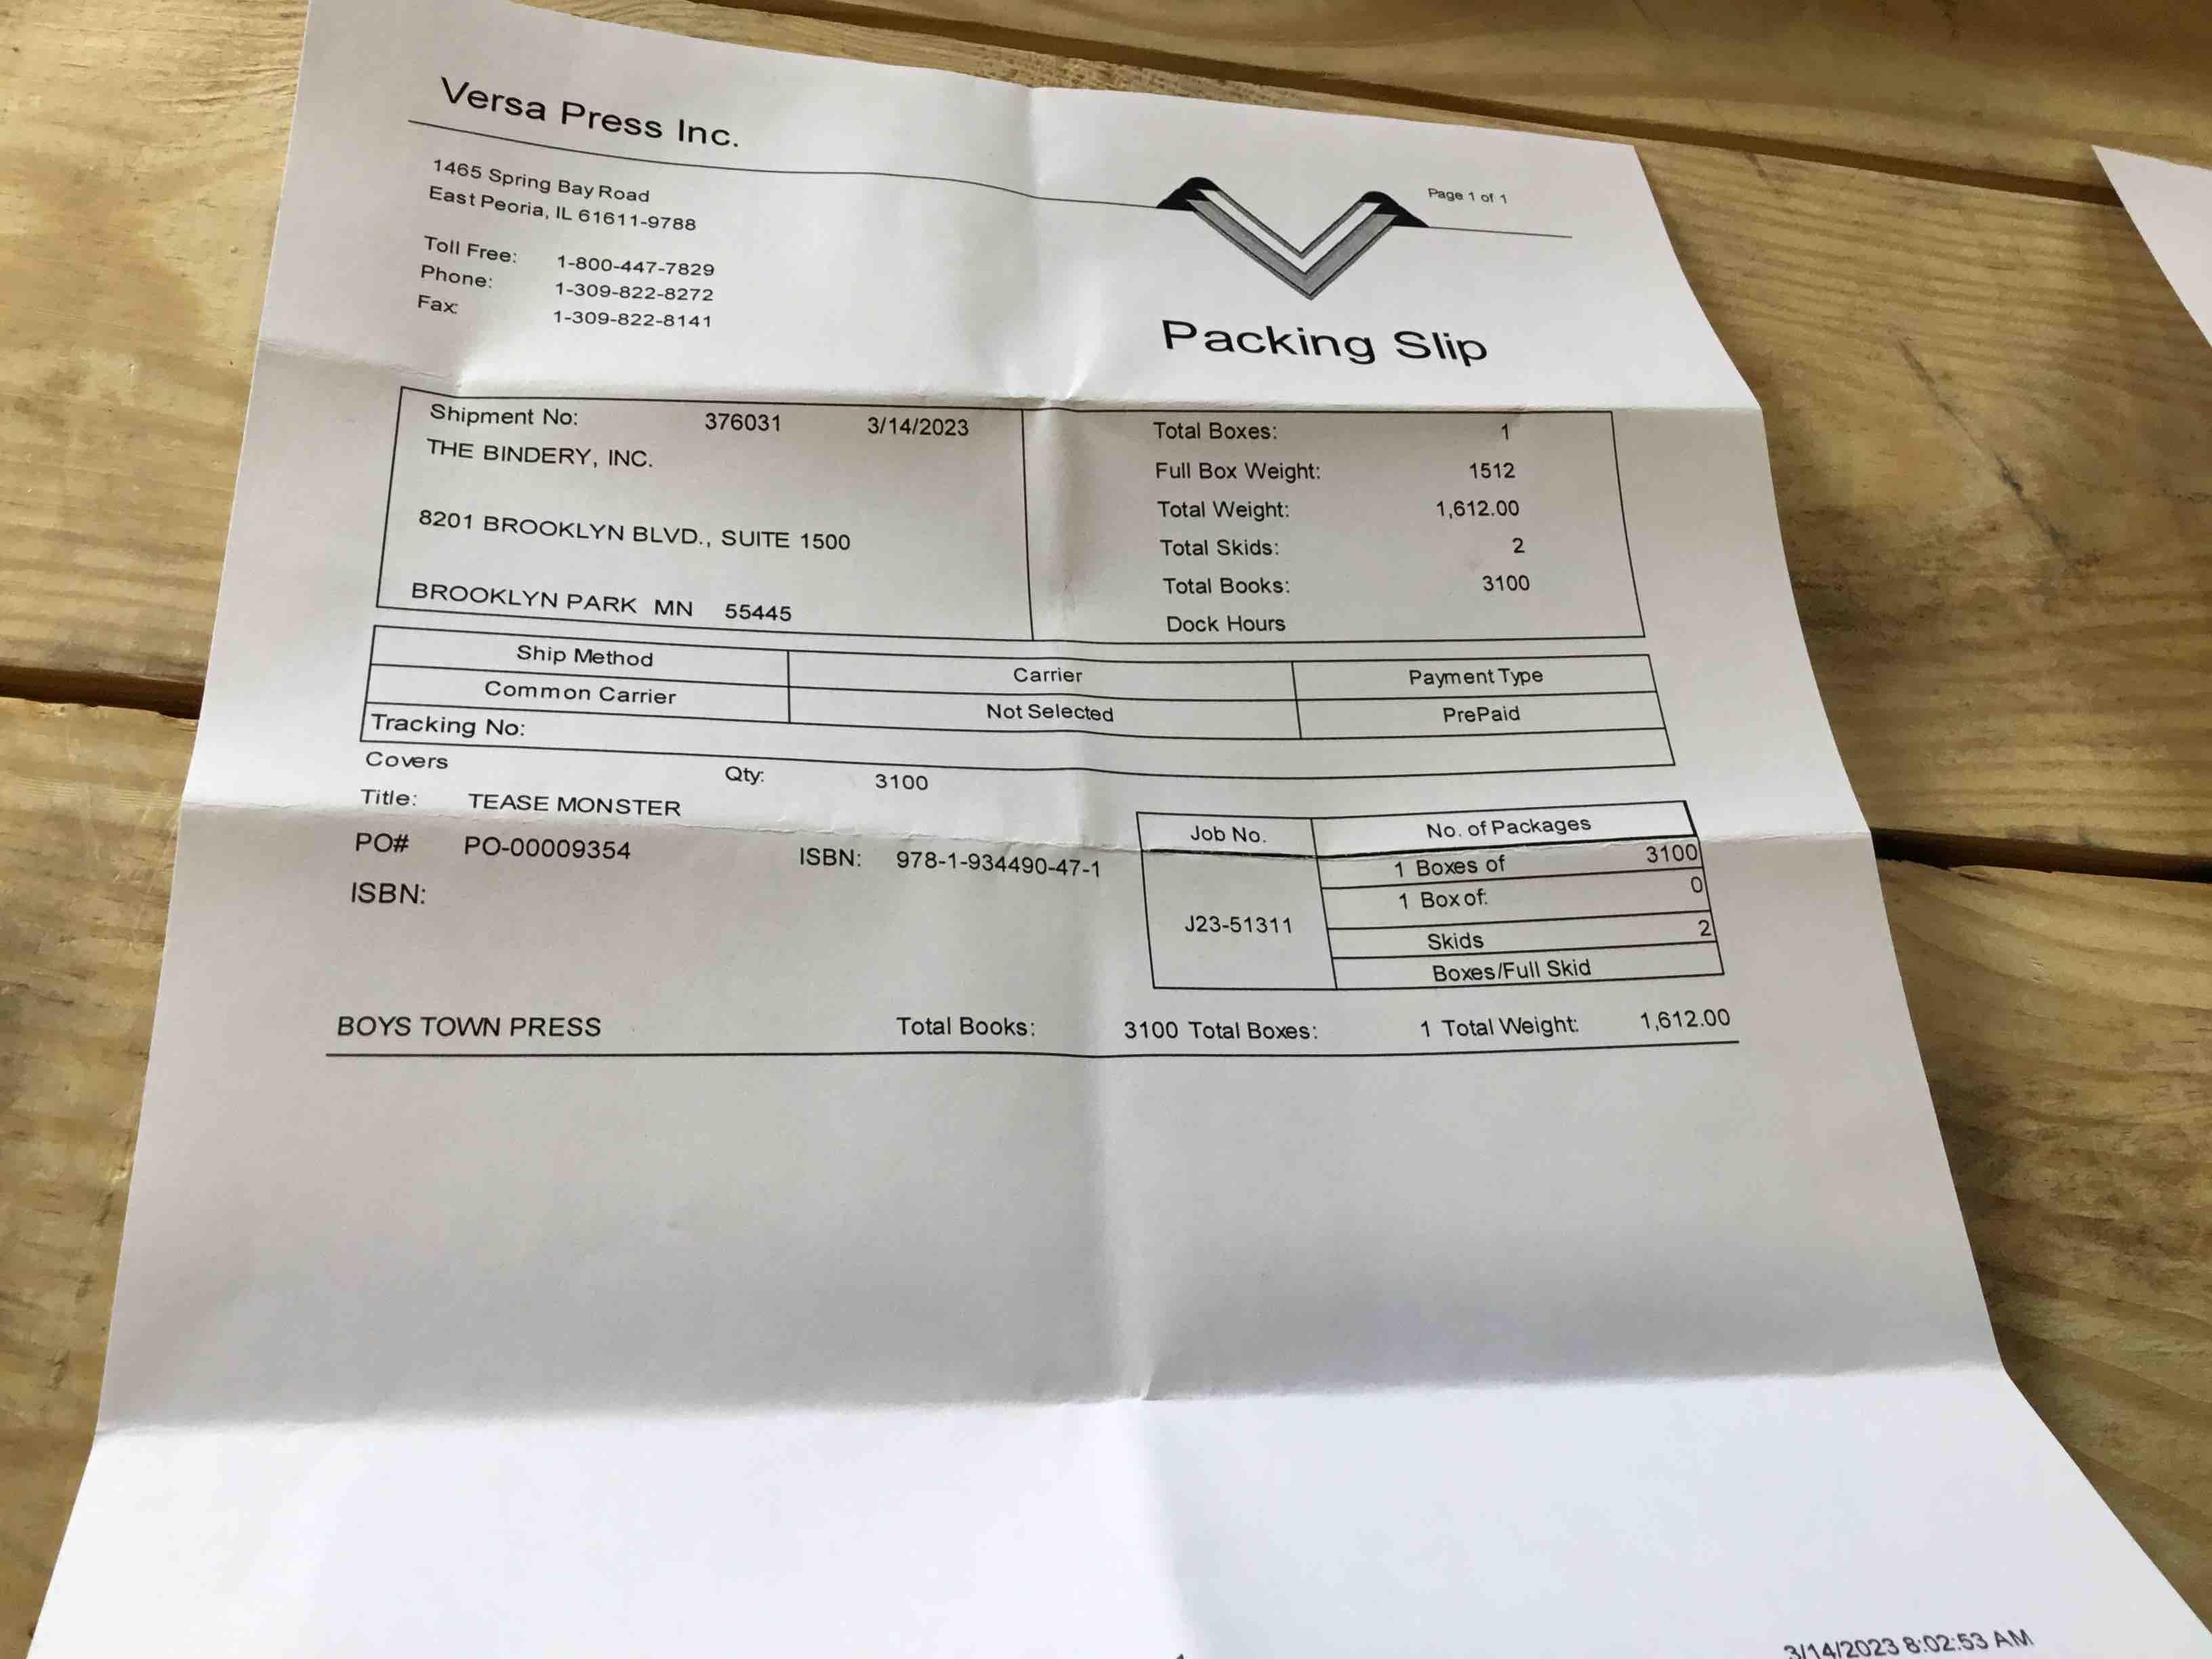 Versa Press Inc.
1465 Spring Bay Road
East Peoria, IL 61611-9788
Toll Free: 1-800-447-7829
Phone: 1-309-822-8272
Fax: 1-309-822-8141
Page 1 of 1
Packing Slip
Shipment No: 376031 3/14/2023
THE BINDERY, INC.
8201 BROOKLYN BLVD., SUITE 1500
BROOKLYN PARK MN 55445
Total Boxes: 1
Full Box Weight: 1512
Total Weight: 1,612.00
Total Skids: 2
Total Books: 3100
Dock Hours
Ship Method Carrier Payment Type
Common Carrier Not Selected PrePaid
Tracking No:
Covers Qty: 3100
Title: TEASE MONSTER
PO# PO-00009354 ISBN: 978-1-934490-47-1
ISBN:
Job No. No. of Packages
J23-51311
1 Boxes of 3100
1 Box of: 0
Skids 2
Boxes/Full Skid
BOYS TOWN PRESS Total Books: 3100 Total Boxes: 1 Total Weight: 1,612.00
3/14/2023 8:02:53 AM